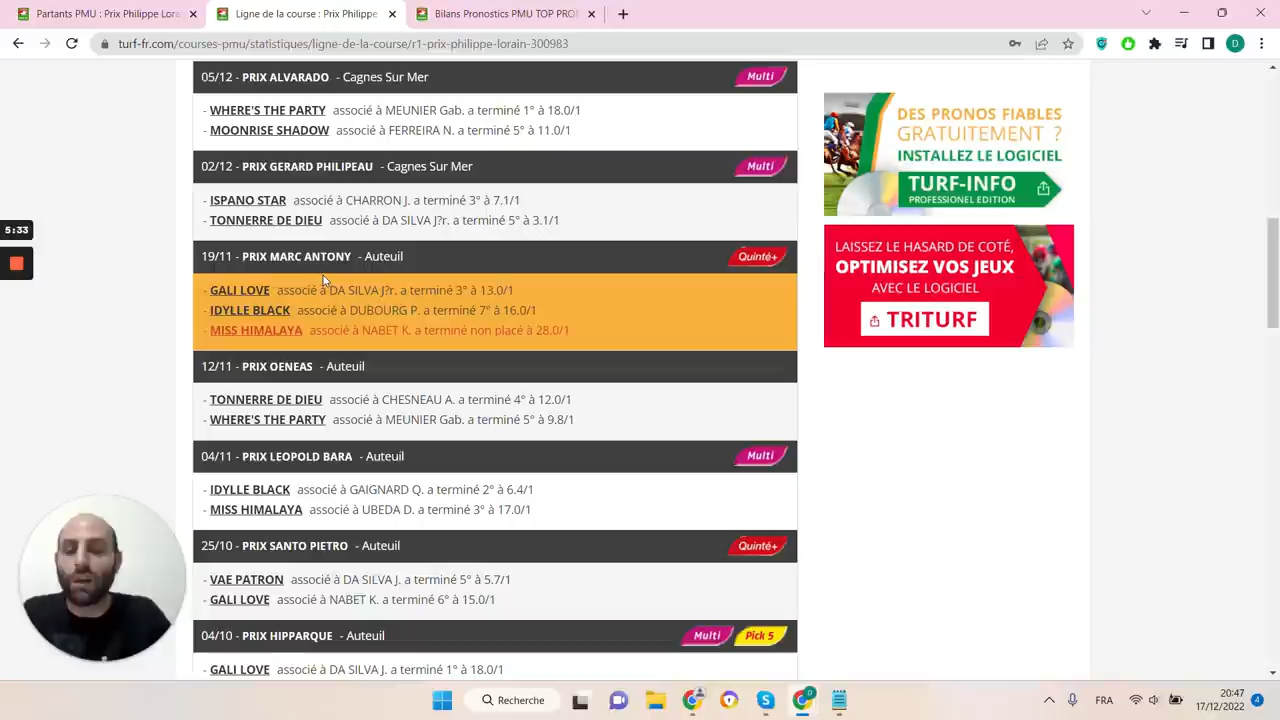 Partants PMU : Prix Philippe Lorain
Ligne de la course : Prix Philippe
Bilans Pronostics PMU TOP PRO
turf-fr.com/courses-pmu/statistiques/ligne-de-la-course/r1-prix-philippe-lorain-300983
D
05/12 - PRIX ALVARADO - Cagnes Sur Mer
Multi
- WHERE'S THE PARTY associé à MEUNIER Gab. a terminé 1° à 18.0/1
- MOONRISE SHADOW associé à FERREIRA N. a terminé 5° à 11.0/1
02/12 - PRIX GERARD PHILIPEAU - Cagnes Sur Mer
Multi
- ISPANO STAR associé à CHARRON J. a terminé 3° à 7.1/1
- TONNERRE DE DIEU associé à DA SILVA J?r. a terminé 5° à 3.1/1
19/11 - PRIX MARC ANTONY - Auteuil
Quinté+
- GALI LOVE associé à DA SILVA J?r. a terminé 3° à 13.0/1
- IDYLLE BLACK associé à DUBOURG P. a terminé 7° à 16.0/1
- MISS HIMALAYA associé à NABET K. a terminé non placé à 28.0/1
12/11 - PRIX OENEAS - Auteuil
- TONNERRE DE DIEU associé à CHESNEAU A. a terminé 4° à 12.0/1
- WHERE'S THE PARTY associé à MEUNIER Gab. a terminé 5° à 9.8/1
04/11 - PRIX LEOPOLD BARA - Auteuil
Multi
- IDYLLE BLACK associé à GAIGNARD Q. a terminé 2° à 6.4/1
- MISS HIMALAYA associé à UBEDA D. a terminé 3° à 17.0/1
25/10 - PRIX SANTO PIETRO - Auteuil
Quinté+
- VAE PATRON associé à DA SILVA J. a terminé 5° à 5.7/1
- GALI LOVE associé à NABET K. a terminé 6° à 15.0/1
04/10 - PRIX HIPPARQUE - Auteuil
Multi Pick 5
- GALI LOVE associé à DA SILVA J. a terminé 1° à 18.0/1
DES PRONOS FIABLES
GRATUITEMENT ?
INSTALLEZ LE LOGICIEL
TURF-INFO
PROFESSIONEL EDITION
LAISSEZ LE HASARD DE COTÉ,
OPTIMISEZ VOS JEUX
AVEC LE LOGICIEL
TRITURF
5:33
Recherche
FRA
20:47
17/12/2022
4